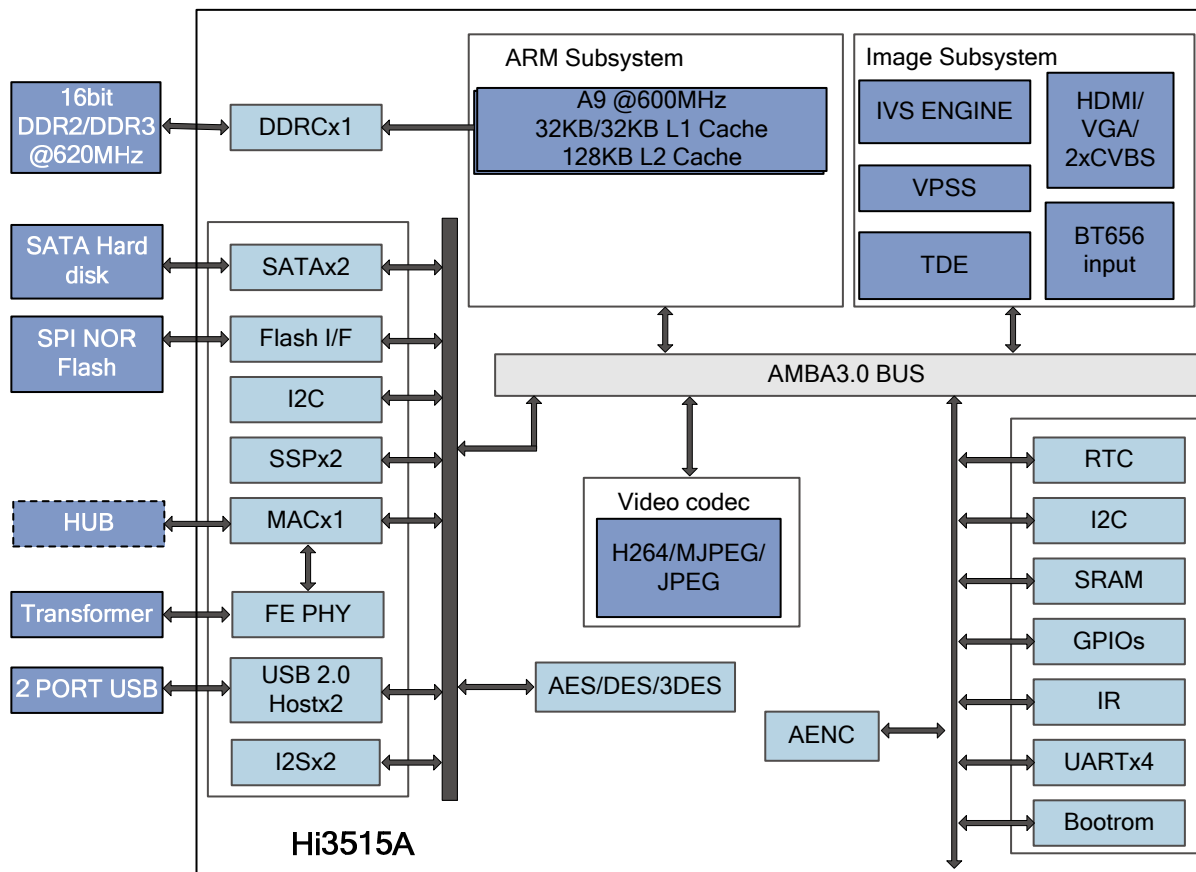 16bit
DDR2/DDR3
@620MHz
DDRCx1
ARM Subsystem
A9 @600MHz
32KB/32KB L1 Cache
128KB L2 Cache
Image Subsystem
IVS ENGINE
VPSS
TDE
HDMI/
VGA/
2xCVBS
BT656
input
SATA Hard
disk
SATAx2
SPI NOR
Flash
Flash I/F
I2C
SSPx2
HUB
MACx1
Transformer
FE PHY
2 PORT USB
USB 2.0
Hostx2
I2Sx2
AMBA3.0 BUS
Video codec
H264/MJPEG/
JPEG
AES/DES/3DES
AENC
RTC
I2C
SRAM
GPIOs
IR
UARTx4
Bootrom
Hi3515A